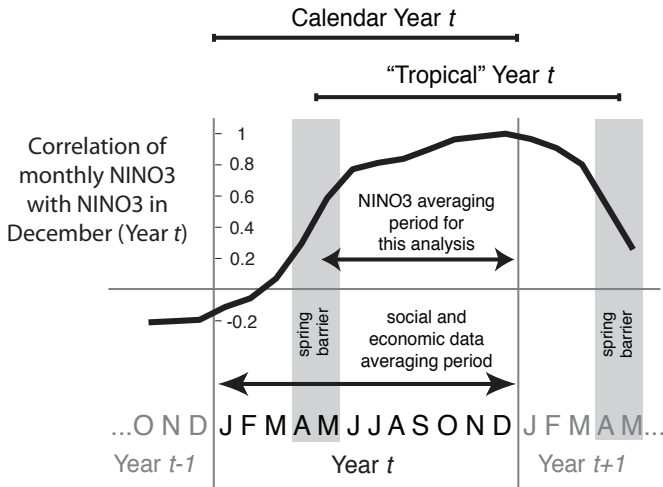 Calendar Year t
“Tropical” Year t
Correlation of
monthly NINO3
with NINO3 in
December (Year t)
1
0.8
0.6
0.4
0.2
-0.2
NINO3 averaging
period for
this analysis
spring
barrier
social and
economic data
averaging period
spring
barrier
...O N D J F M A M J J A S O N D J F M A M...
Year t-1 Year t Year t+1